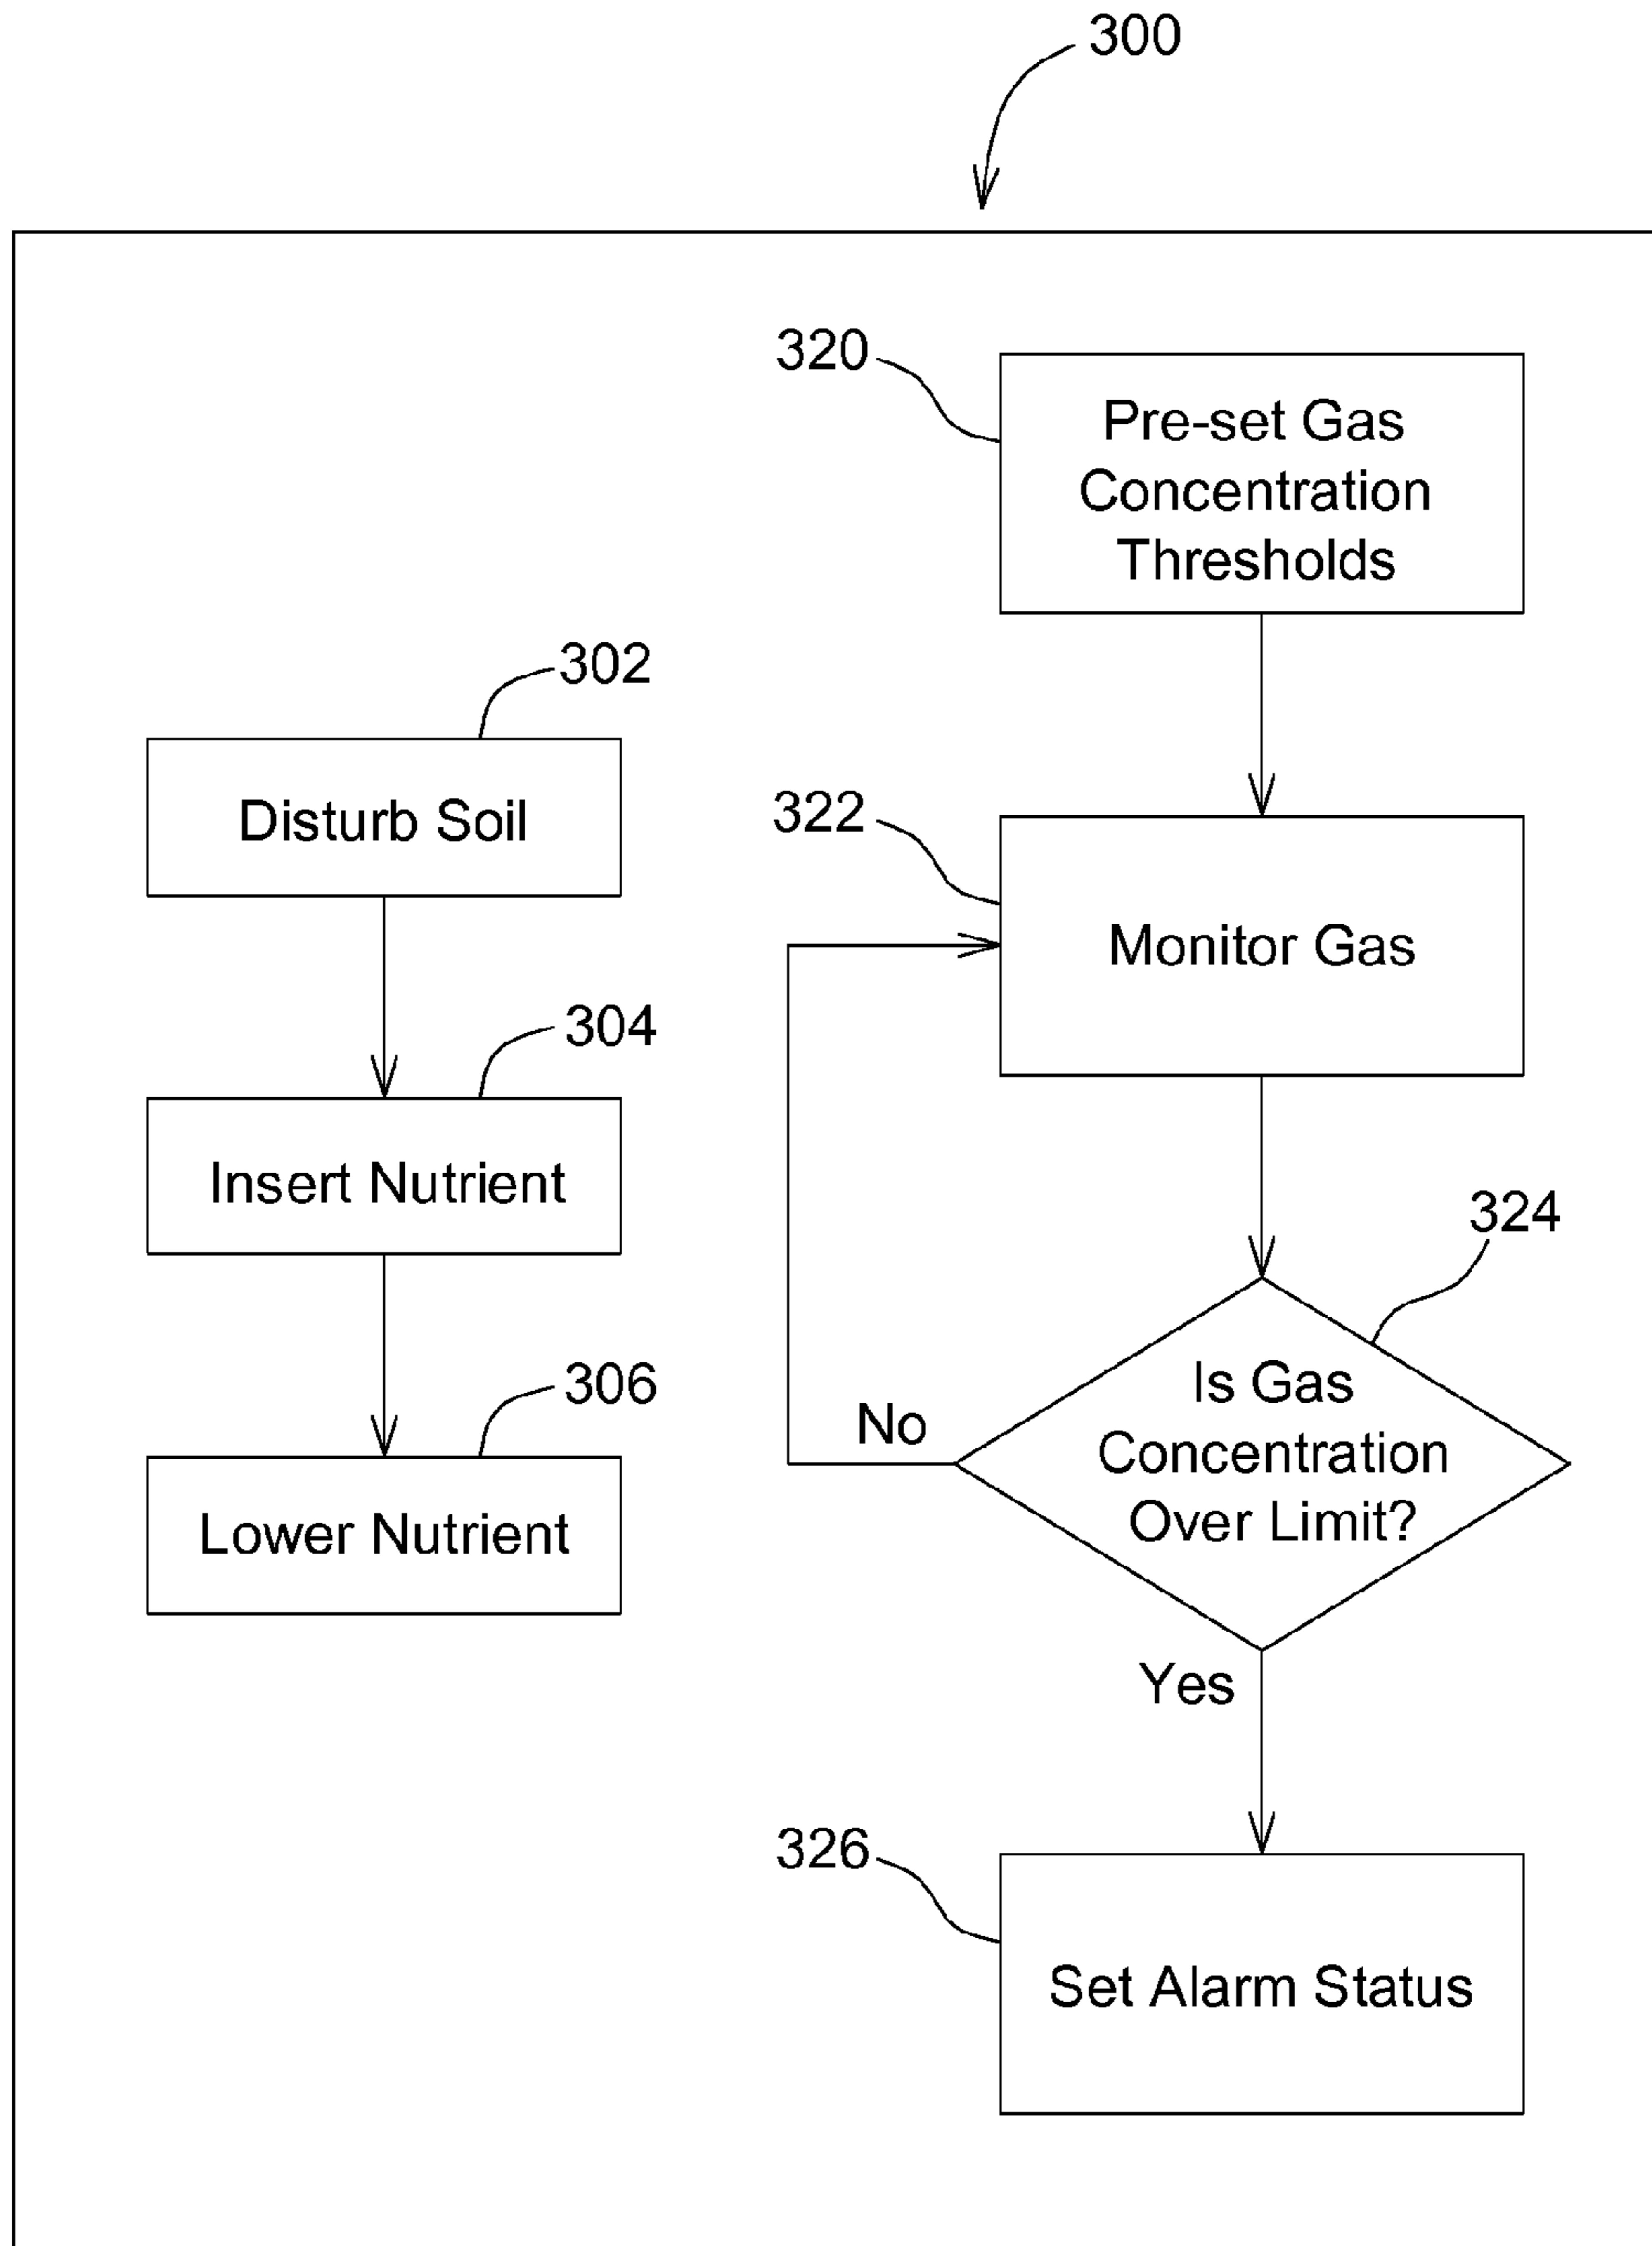 300
302
Disturb Soil
304
Insert Nutrient
306
Lower Nutrient
320
Pre-set Gas
Concentration
Thresholds
322
Monitor Gas
324
Is Gas
Concentration
Over Limit?
No
Yes
326
Set Alarm Status